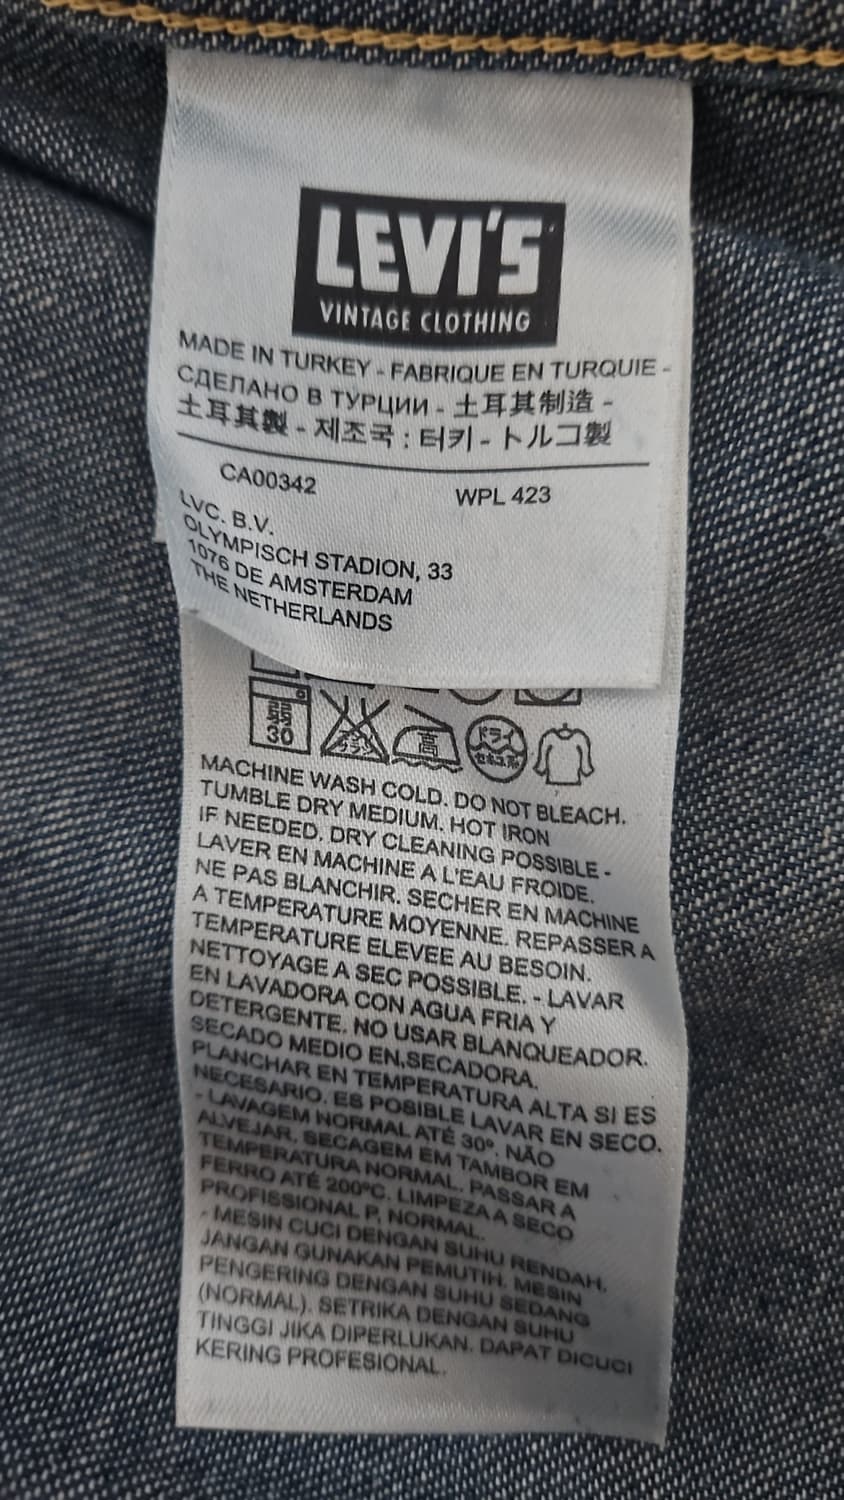 LEVI'S
VINTAGE CLOTHING
MADE IN TURKEY - FABRIQUE EN TURQUIE -
СДЕЛАНО В ТУРЦИИ - 土耳其制造 -
土耳其製 - 제조국 : 터키 - トルコ製
CA00342 WPL 423
LVC. B.V.
OLYMPISCH STADION, 33
1076 DE AMSTERDAM
THE NETHERLANDS
弱 30 高 ドライ
MACHINE WASH COLD. DO NOT BLEACH.
TUMBLE DRY MEDIUM. HOT IRON
IF NEEDED. DRY CLEANING POSSIBLE -
LAVER EN MACHINE A L'EAU FROIDE.
NE PAS BLANCHIR. SECHER EN MACHINE
A TEMPERATURE MOYENNE. REPASSER A
TEMPERATURE ELEVEE AU BESOIN.
NETTOYAGE A SEC POSSIBLE. - LAVAR
EN LAVADORA CON AGUA FRIA Y
DETERGENTE. NO USAR BLANQUEADOR.
SECADO MEDIO EN SECADORA.
PLANCHAR EN TEMPERATURA ALTA SI ES
NECESARIO. ES POSIBLE LAVAR EN SECO.
- LAVAGEM NORMAL ATÉ 30º. NÃO
ALVEJAR. SECAGEM EM TAMBOR EM
TEMPERATURA NORMAL. PASSAR A
FERRO ATÉ 200ºC. LIMPEZA A SECO
PROFISSIONAL P, NORMAL.
- MESIN CUCI DENGAN SUHU RENDAH.
JANGAN GUNAKAN PEMUTIH. MESIN
PENGERING DENGAN SUHU SEDANG
(NORMAL). SETRIKA DENGAN SUHU
TINGGI JIKA DIPERLUKAN. DAPAT DICUCI
KERING PROFESIONAL.